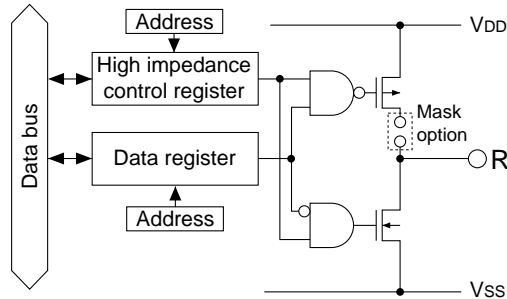 Address
VDD
High impedance
control register
Mask
option
Data bus
Data register
R
Address
VSS